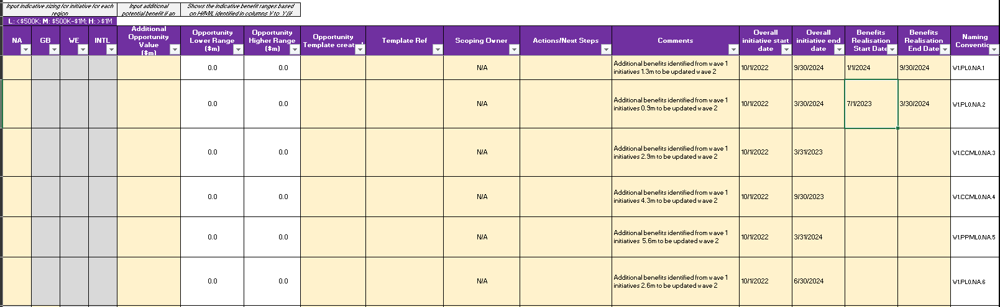 Input indicative sizing for initiative for each
region
Input additional
potential benefit if an
Shows the indicative benefit ranges based
on H/M/L identified in columns V to Y (if
L: <$500K; M: $500K-$1M; H: >$1M
NA
GB
WE
INTL
Additional
Opportunity
Value
($m)
Opportunity
Lower Range
($m)
Opportunity
Higher Range
($m)
Opportunity
Template creat
Template Ref
Scoping Owner
Actions/Next Steps
Comments
Overall
initiative start
date
Overall
initiative end
date
Benefits
Realisation
Start Date
Benefits
Realisation
End Date
Naming
Conventio
0.0 0.0 N/A
Additional benefits identified from wave 1
initiatives 1.3m to be updated wave 2
10/1/2022 9/30/2024 1/1/2024 9/30/2024 W1.PLO.NA.1
0.0 0.0 N/A
Additional benefits identified from wave 1
initiatives 0.9m to be updated wave 2
10/1/2022 3/30/2024 7/1/2023 3/30/2024 W1.PLO.NA.2
0.0 0.0 N/A
Additional benefits identified from wave 1
initiatives 2.9m to be updated wave 2
10/1/2022 3/31/2023 W1.CCMLO.NA.3
0.0 0.0 N/A
Additional benefits identified from wave 1
initiatives 4.3m to be updated wave 2
10/1/2022 9/30/2023 W1.CCMLO.NA.4
0.0 0.0 N/A
Additional benefits identified from wave 1
initiatives 5.6m to be updated wave 2
10/1/2022 3/31/2024 W1.PPMLO.NA.5
0.0 0.0 N/A
Additional benefits identified from wave 1
initiatives 2.6m to be updated wave 2
10/1/2022 6/30/2024 W1.PLO.NA.6